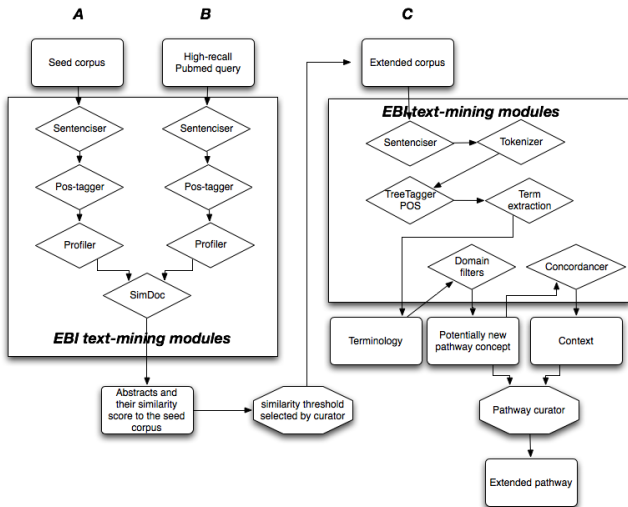 A
B
C
Seed corpus
High-recall
Pubmed query
Extended corpus
EBI text-mining modules
Sentenciser
Sentenciser
Sentenciser
Tokenizer
Pos-tagger
Pos-tagger
TreeTagger
POS
Term
extraction
Profiler
Profiler
Domain
filters
Concordancer
SimDoc
EBI text-mining modules
Terminology
Potentially new
pathway concept
Context
Abstracts and
their similarity
score to the seed
corpus
similarity threshold
selected by curator
Pathway curator
Extended pathway